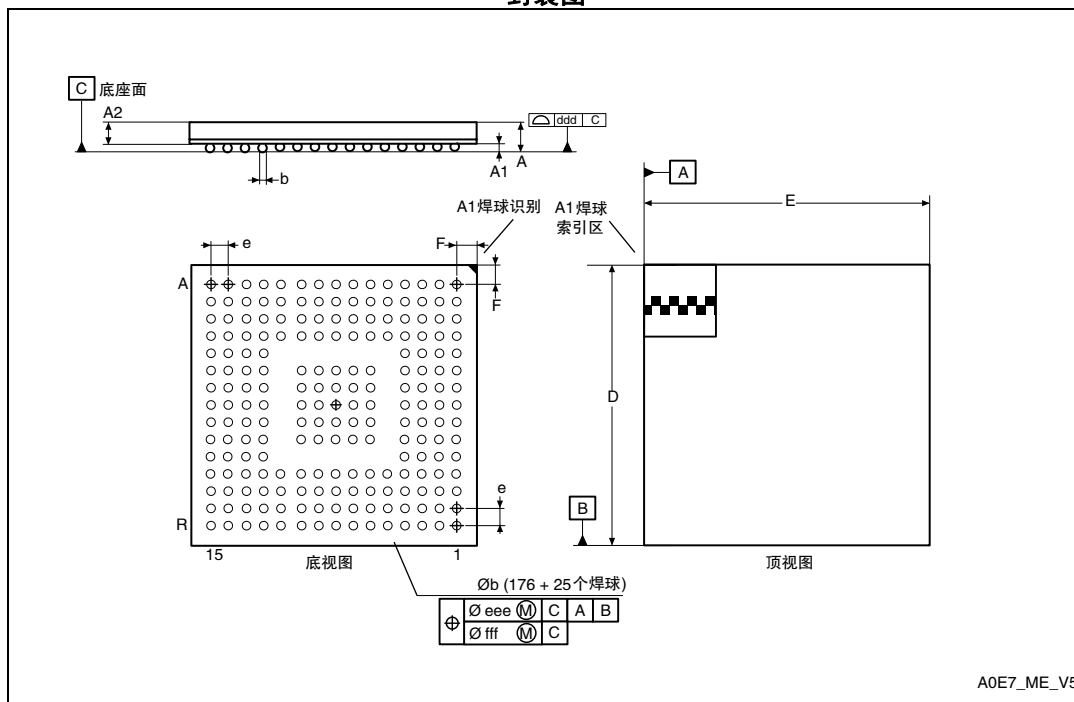 封装图
C 底座面
A2
ddd C
A1
A
b
A
E
A1焊球识别
A1焊球
索引区
e
F
A
F
D
e
B
R
15
1
底视图
顶视图
Øb (176 + 25个焊球)
Ø eee Ⓜ C A B
Ø fff Ⓜ C
A0E7_ME_V5